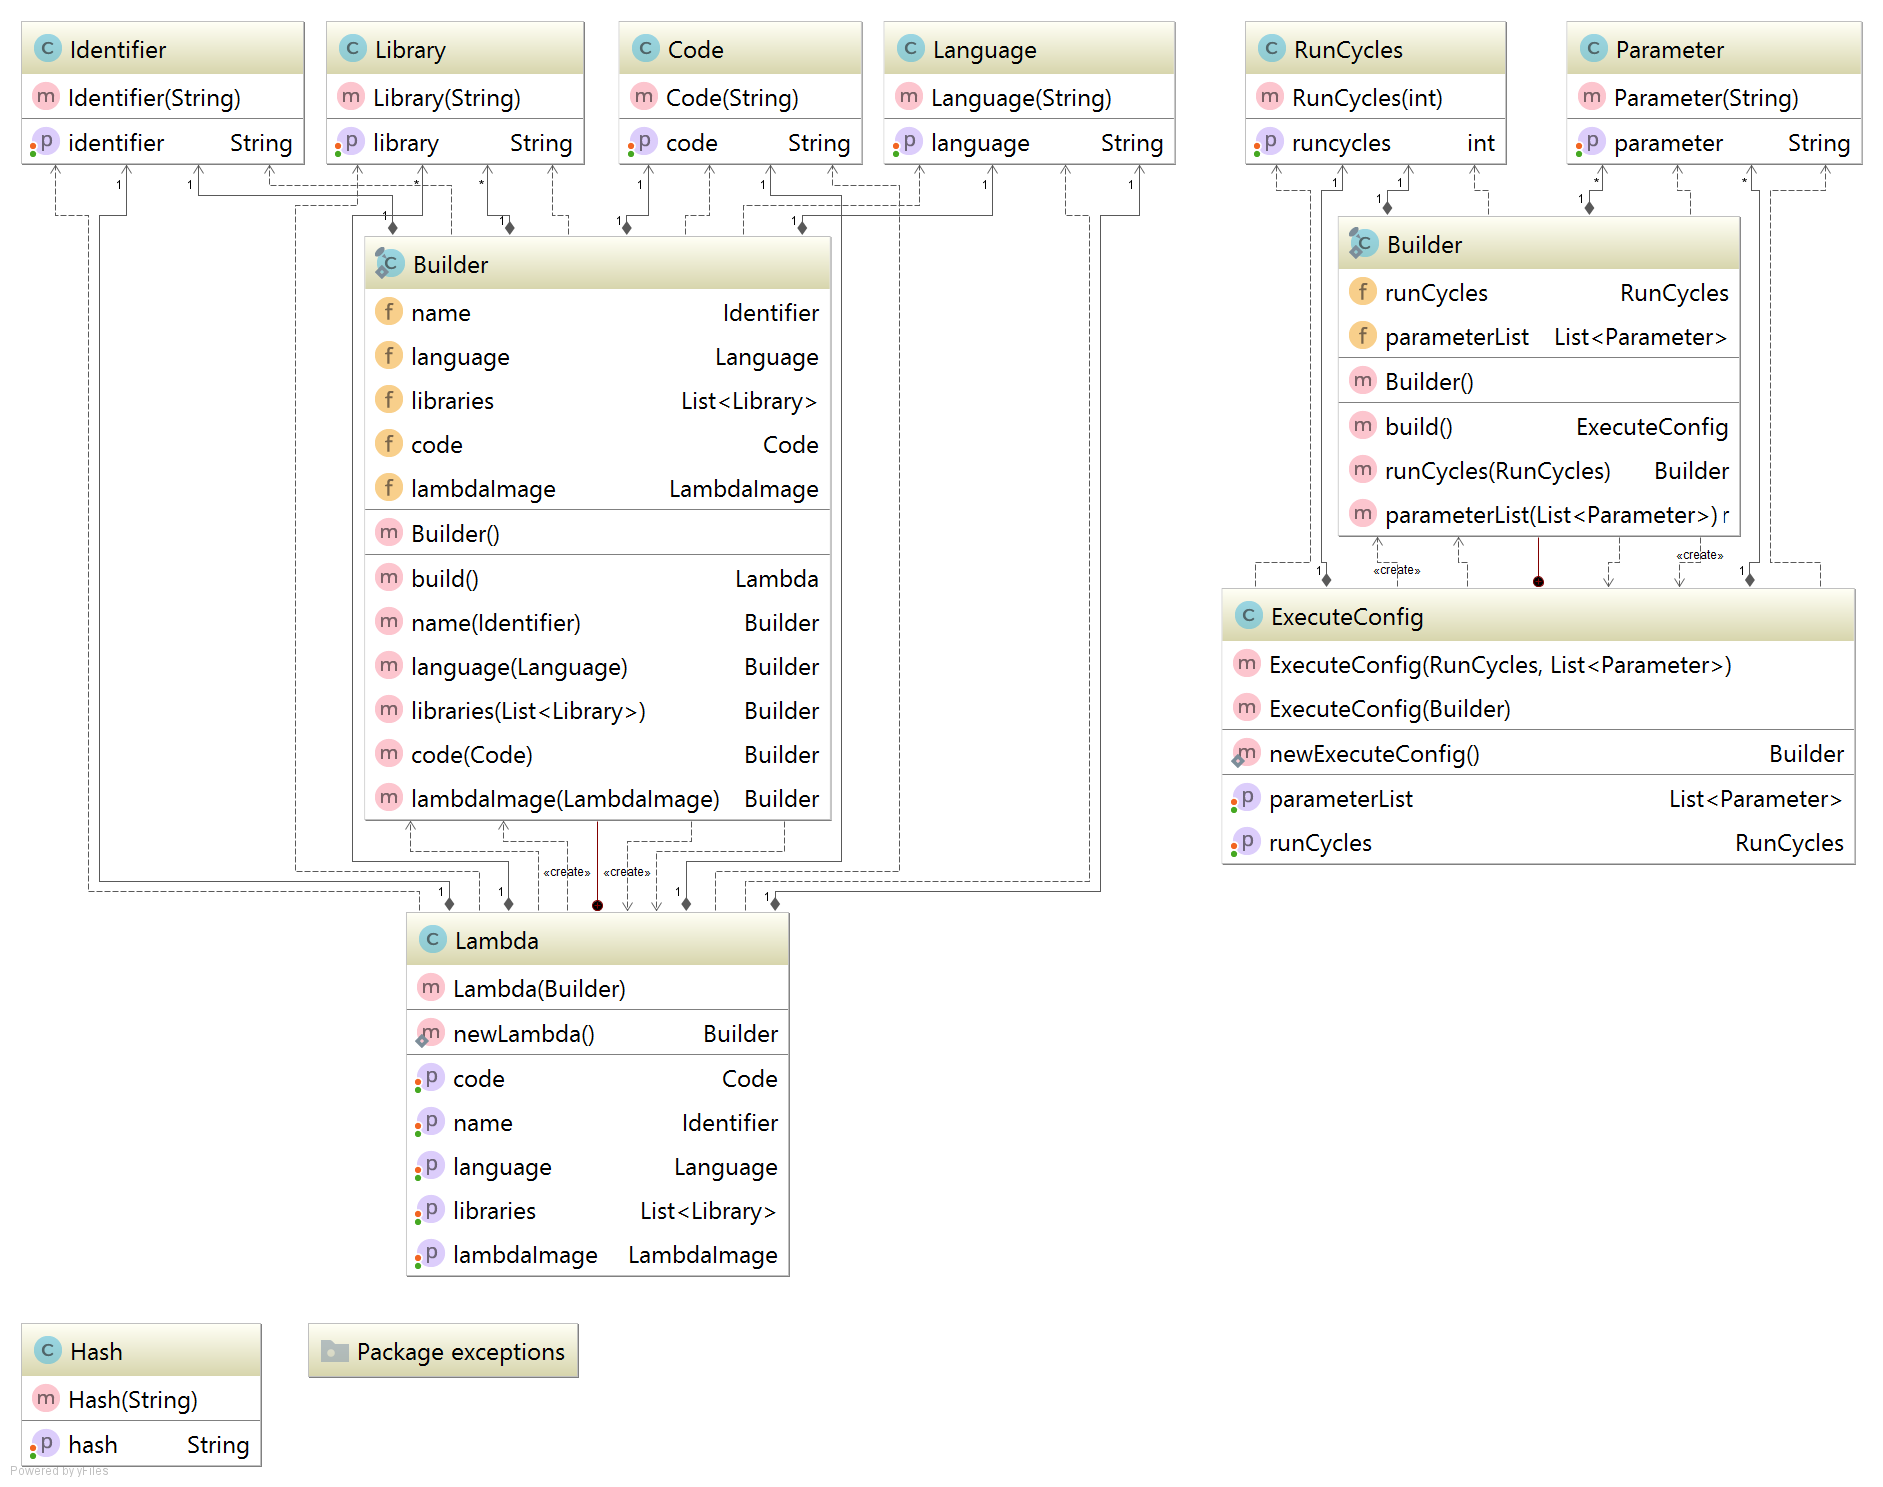 C Identifier
m Identifier(String)
p identifier String
C Library
m Library(String)
p library String
C Code
m Code(String)
p code String
C Language
m Language(String)
p language String
C RunCycles
m RunCycles(int)
p runcycles int
C Parameter
m Parameter(String)
p parameter String
1 1 * * 1 1 1 1 1 1 * *
1 1 1 1 1 1
C Builder
f name Identifier
f language Language
f libraries List<Library>
f code Code
f lambdaImage LambdaImage
m Builder()
m build() Lambda
m name(Identifier) Builder
m language(Language) Builder
m libraries(List<Library>) Builder
m code(Code) Builder
m lambdaImage(LambdaImage) Builder
C Builder
f runCycles RunCycles
f parameterList List<Parameter>
m Builder()
m build() ExecuteConfig
m runCycles(RunCycles) Builder
m parameterList(List<Parameter>) r
«create»
1 «create» 1
C ExecuteConfig
m ExecuteConfig(RunCycles, List<Parameter>)
m ExecuteConfig(Builder)
m newExecuteConfig() Builder
p parameterList List<Parameter>
p runCycles RunCycles
«create» «create»
1 1 1 1
C Lambda
m Lambda(Builder)
m newLambda() Builder
p code Code
p name Identifier
p language Language
p libraries List<Library>
p lambdaImage LambdaImage
C Hash
m Hash(String)
p hash String
Package exceptions
Powered by yFiles